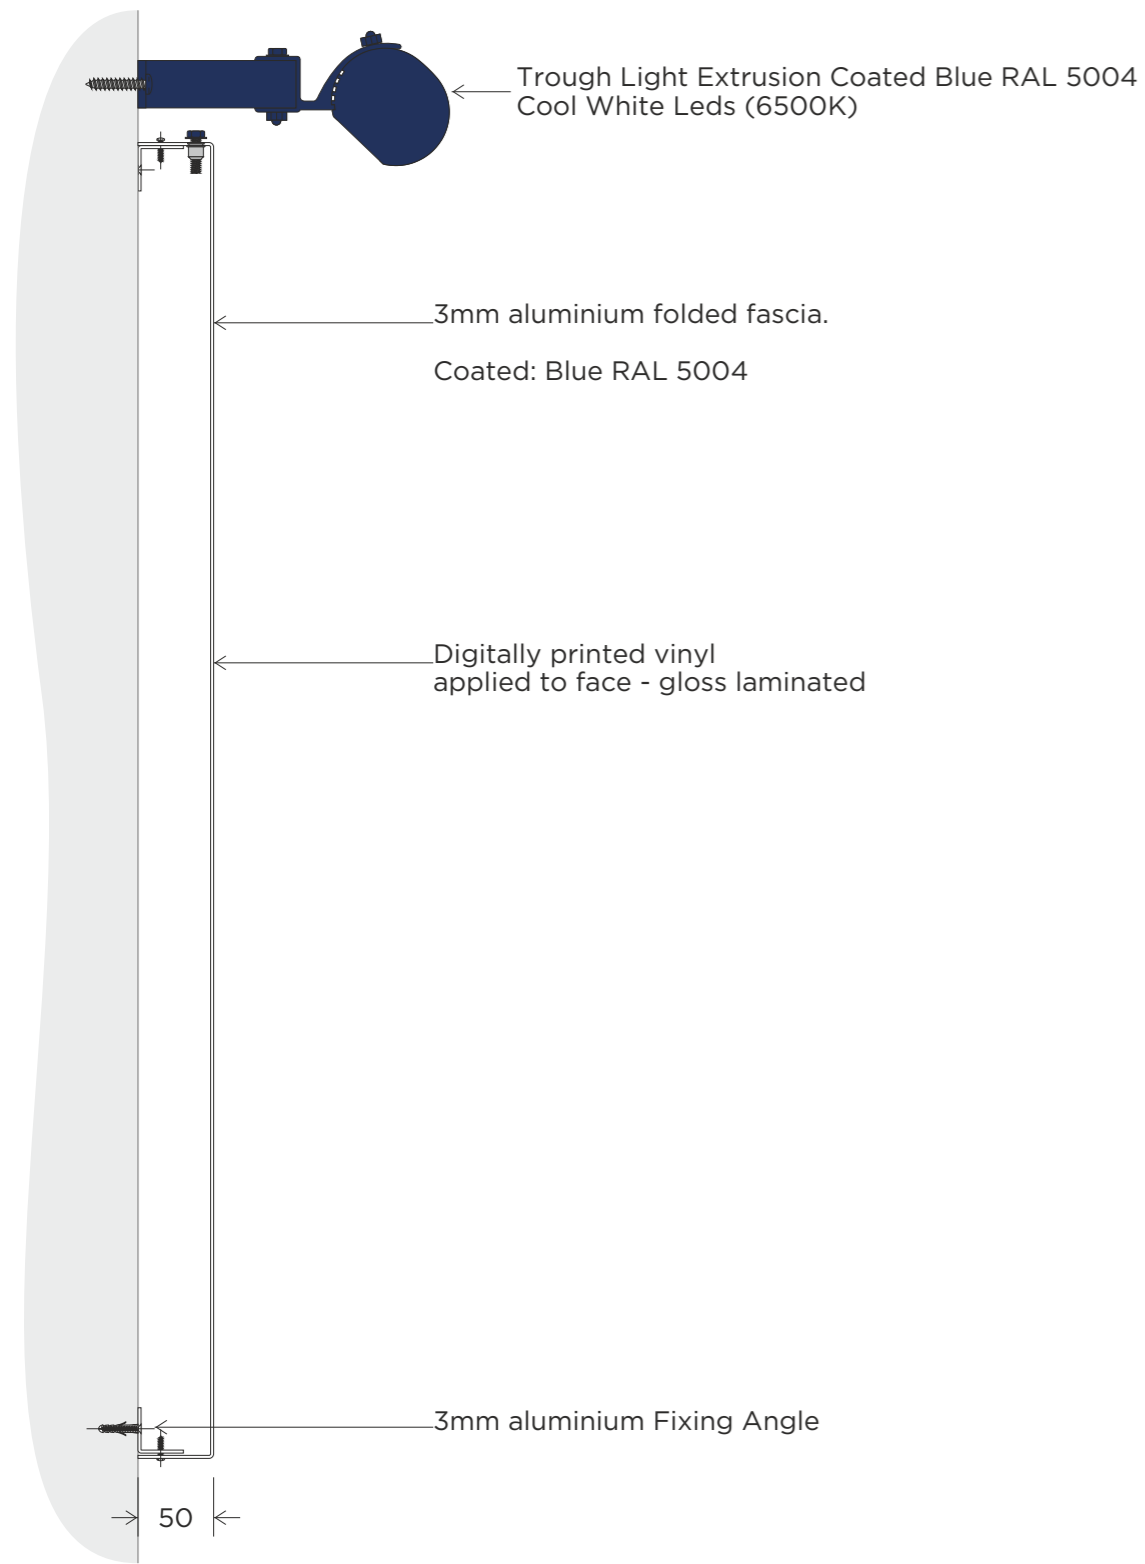 Trough Light Extrusion Coated Blue RAL 5004
Cool White Leds (6500K)
3mm aluminium folded fascia.
Coated: Blue RAL 5004
Digitally printed vinyl
applied to face - gloss laminated
3mm aluminium Fixing Angle
50